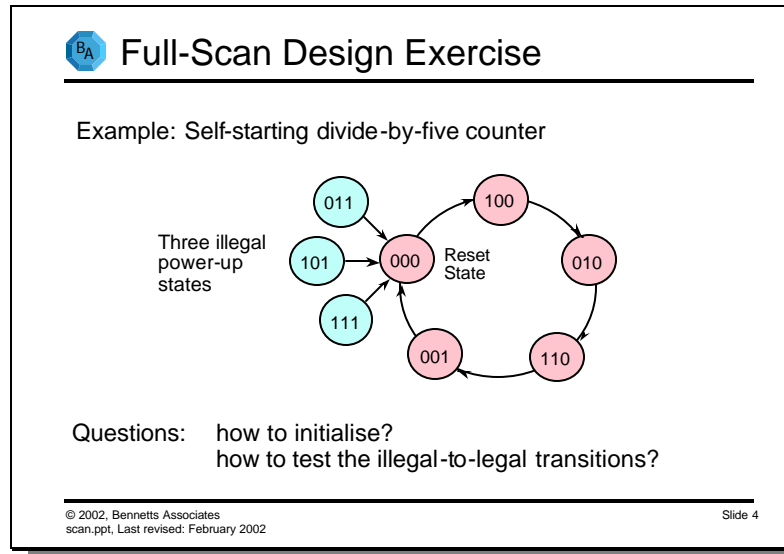 BA
Full-Scan Design Exercise
Example: Self-starting divide-by-five counter
011
100
Three illegal
power-up
states
101
000
Reset
State
010
111
001
110
Questions: how to initialise?
how to test the illegal-to-legal transitions?
© 2002, Bennetts Associates
scan.ppt, Last revised: February 2002
Slide 4